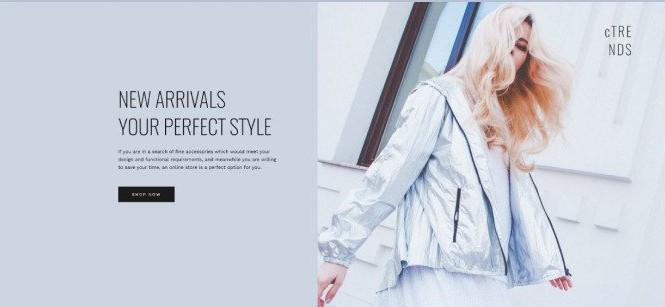 NEW ARRIVALS
YOUR PERFECT STYLE
If you are in a search of fine accessories which would meet your
design and functional requirements, and meanwhile you are willing
to save your time, an online store is a perfect option for you.
SHOP NOW
cTRE
NDS